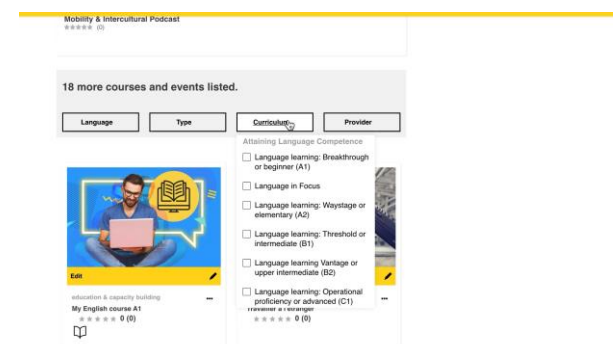 Mobility & Intercultural Podcast
(0)
18 more courses and events listed.
Language
Type
Curriculum
Provider
Attaining Language Competence
Language learning: Breakthrough
or beginner (A1)
Language in Focus
Language learning: Waystage or
elementary (A2)
Language learning: Threshold or
intermediate (B1)
Language learning Vantage or
upper intermediate (B2)
Language learning: Operational
proficiency or advanced (C1)
Edit
education & capacity building
My English course A1
0 (0)
Travailler à l'étranger
0 (0)